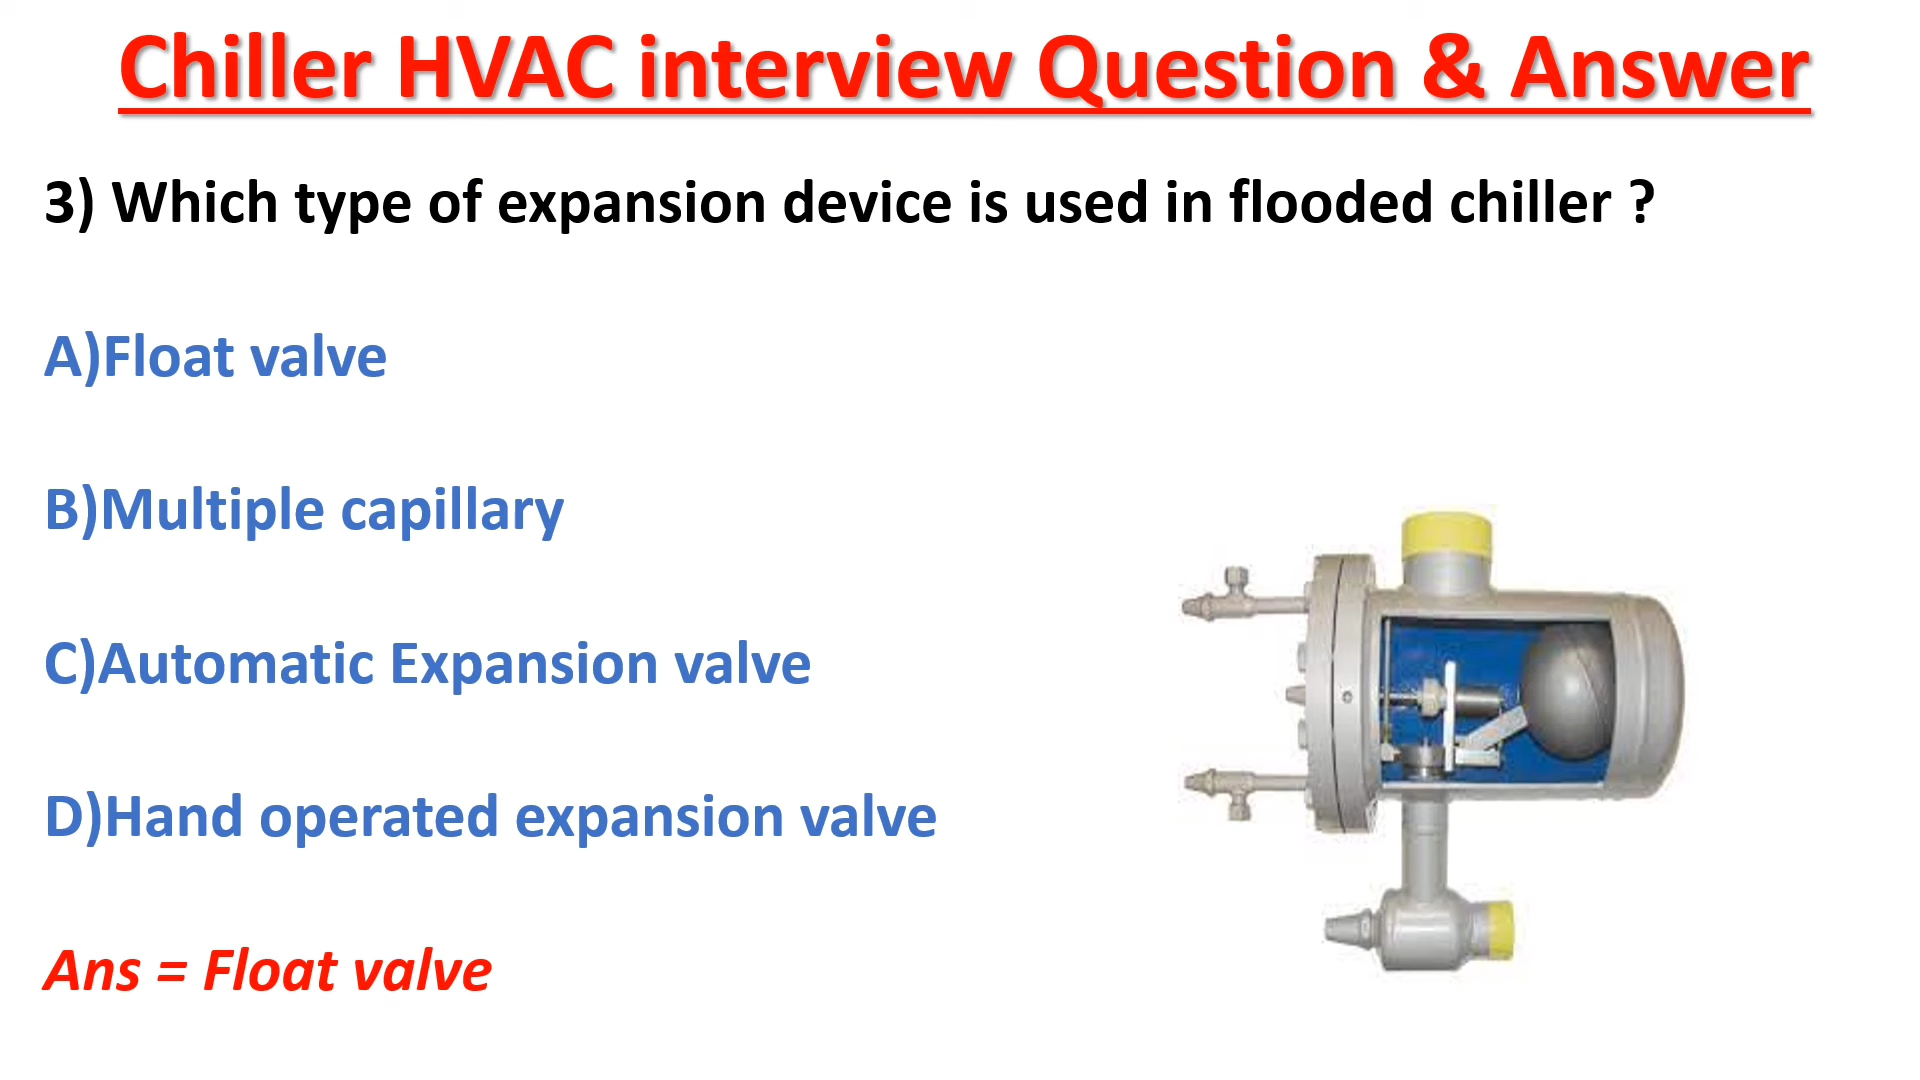 Chiller HVAC interview Question & Answer
3) Which type of expansion device is used in flooded chiller ?
A)Float valve
B)Multiple capillary
C)Automatic Expansion valve
D)Hand operated expansion valve
Ans = Float valve